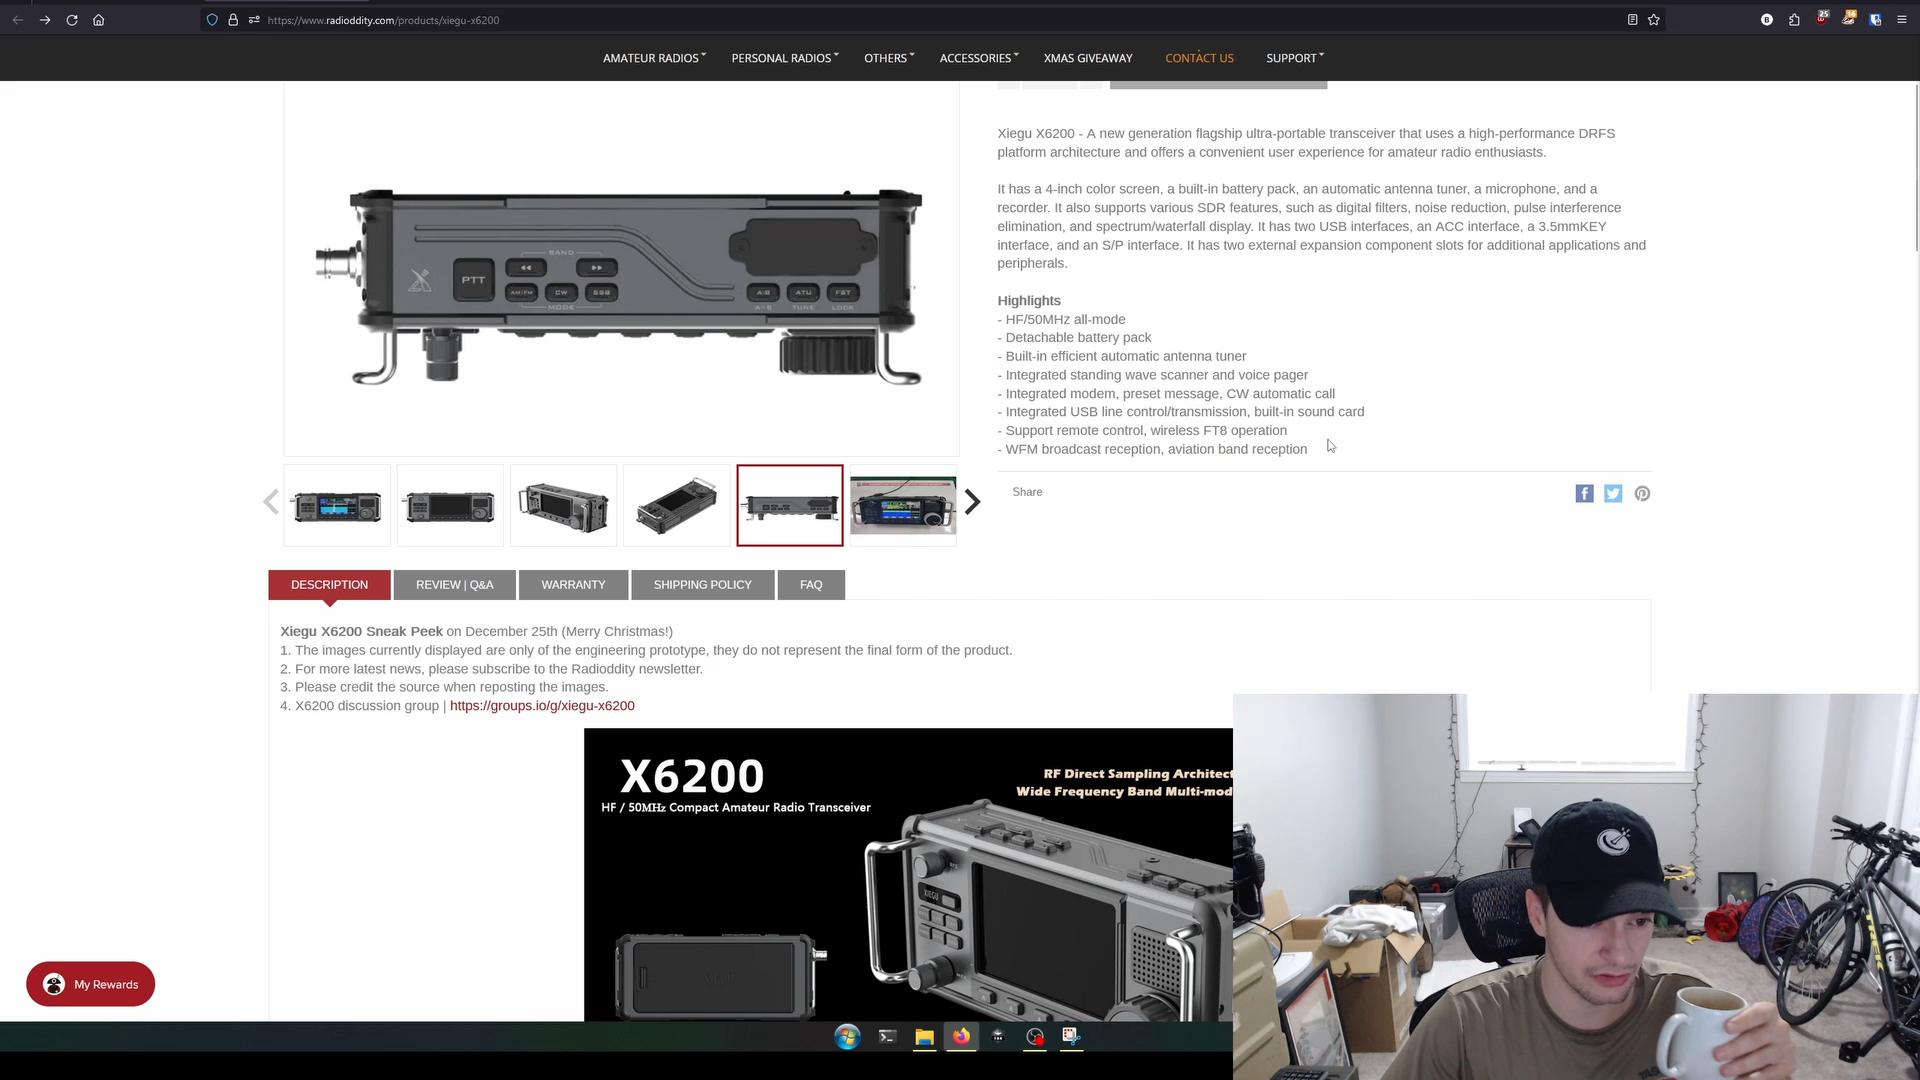 https://www.radioddity.com/products/xiegu-x6200
25
16
AMATEUR RADIOS
PERSONAL RADIOS
OTHERS
ACCESSORIES
XMAS GIVEAWAY
CONTACT US
SUPPORT
Xiegu X6200 - A new generation flagship ultra-portable transceiver that uses a high-performance DRFS
platform architecture and offers a convenient user experience for amateur radio enthusiasts.
It has a 4-inch color screen, a built-in battery pack, an automatic antenna tuner, a microphone, and a
recorder. It also supports various SDR features, such as digital filters, noise reduction, pulse interference
elimination, and spectrum/waterfall display. It has two USB interfaces, an ACC interface, a 3.5mmKEY
interface, and an S/P interface. It has two external expansion component slots for additional applications and
peripherals.
Highlights
- HF/50MHz all-mode
- Detachable battery pack
- Built-in efficient automatic antenna tuner
- Integrated standing wave scanner and voice pager
- Integrated modem, preset message, CW automatic call
- Integrated USB line control/transmission, built-in sound card
- Support remote control, wireless FT8 operation
- WFM broadcast reception, aviation band reception
Share
BAND
PTT
AM|FM
CW
SSB
MODE
A|B
ATU
FST
A=B
TUNE
LOCK
DESCRIPTION
REVIEW | Q&A
WARRANTY
SHIPPING POLICY
FAQ
Xiegu X6200 Sneak Peek on December 25th (Merry Christmas!)
1. The images currently displayed are only of the engineering prototype, they do not represent the final form of the product.
2. For more latest news, please subscribe to the Radioddity newsletter.
3. Please credit the source when reposting the images.
4. X6200 discussion group | https://groups.io/g/xiegu-x6200
X6200
HF / 50MHz Compact Amateur Radio Transceiver
RF Direct Sampling Architect
Wide Frequency Band Multi-mod
XIEGU
My Rewards